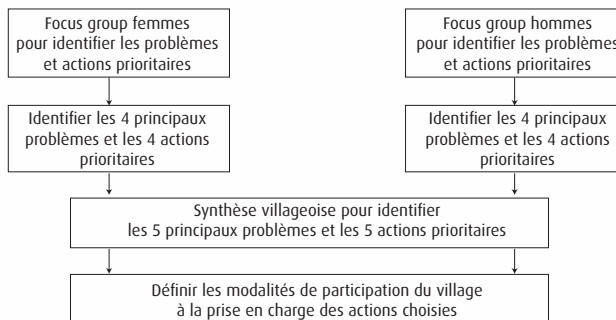 Focus group femmes
pour identifier les problèmes
et actions prioritaires
Focus group hommes
pour identifier les problèmes
et actions prioritaires
Identifier les 4 principaux
problèmes et les 4 actions
prioritaires
Identifier les 4 principaux
problèmes et les 4 actions
prioritaires
Synthèse villageoise pour identifier
les 5 principaux problèmes et les 5 actions prioritaires
Définir les modalités de participation du village
à la prise en charge des actions choisies